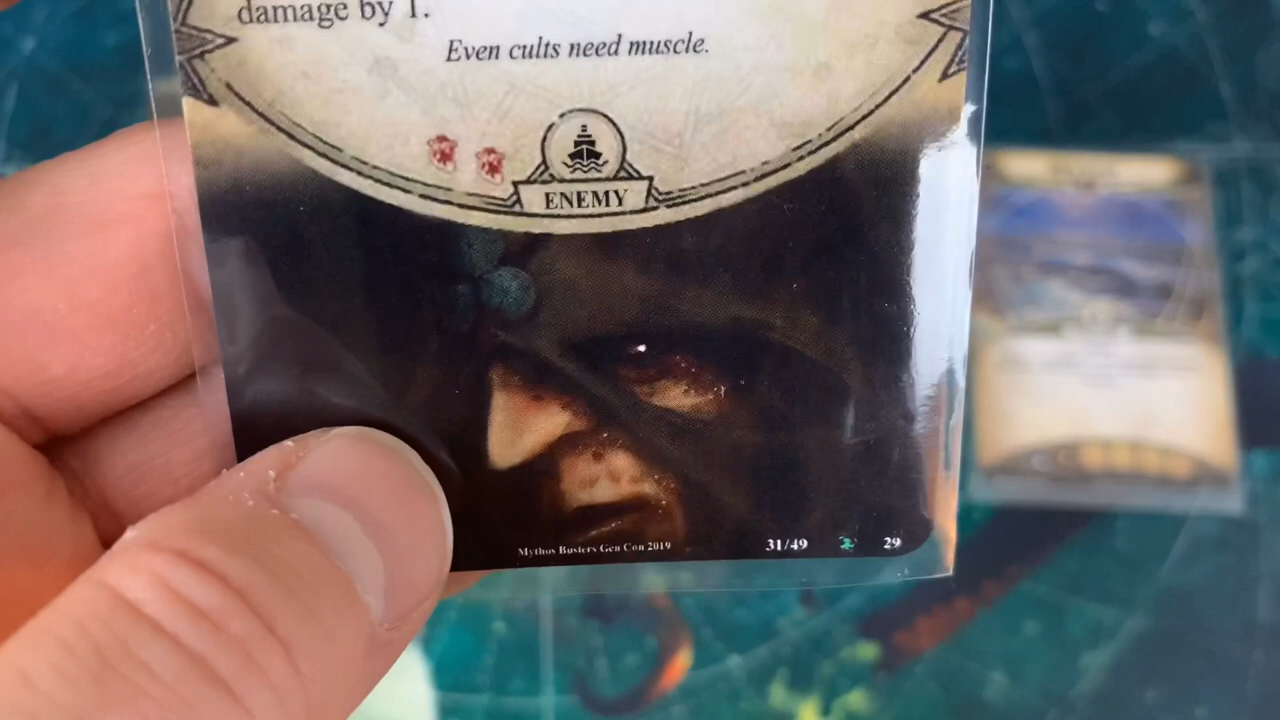 damage by 1.
Even cults need muscle.
ENEMY
Mythos Busters Gen Con 2019
31/49
29